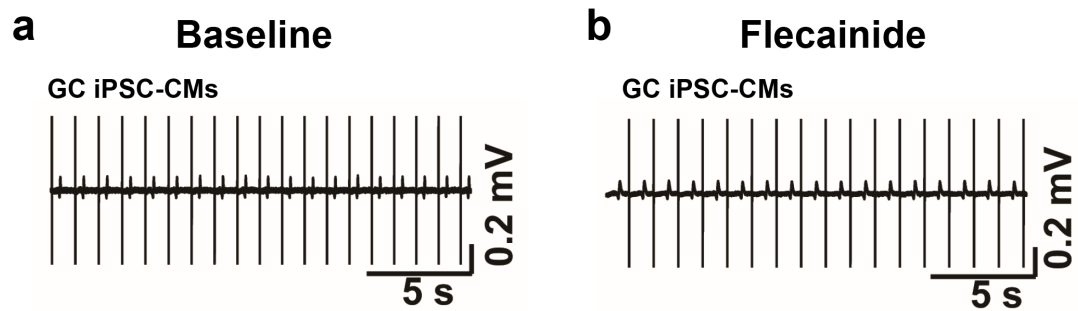 a
Baseline
GC iPSC-CMs
0.2 mV
5 s
b
Flecainide
GC iPSC-CMs
0.2 mV
5 s